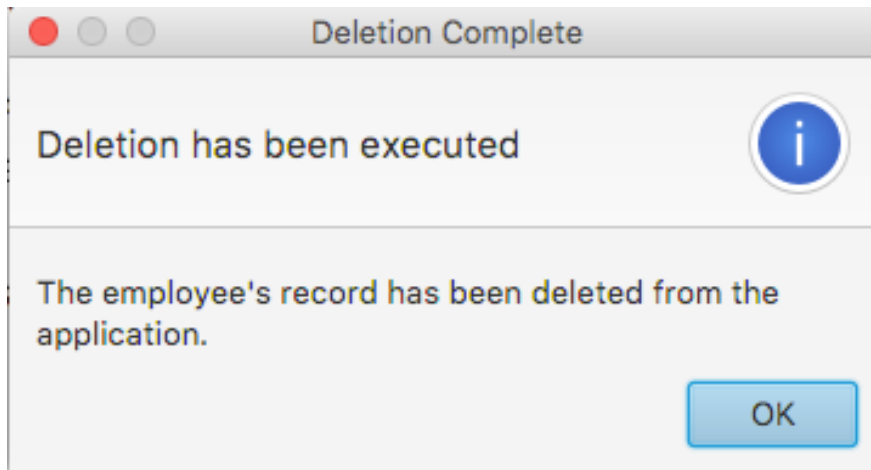 Deletion Complete
Deletion has been executed
i
The employee's record has been deleted from the
application.
OK